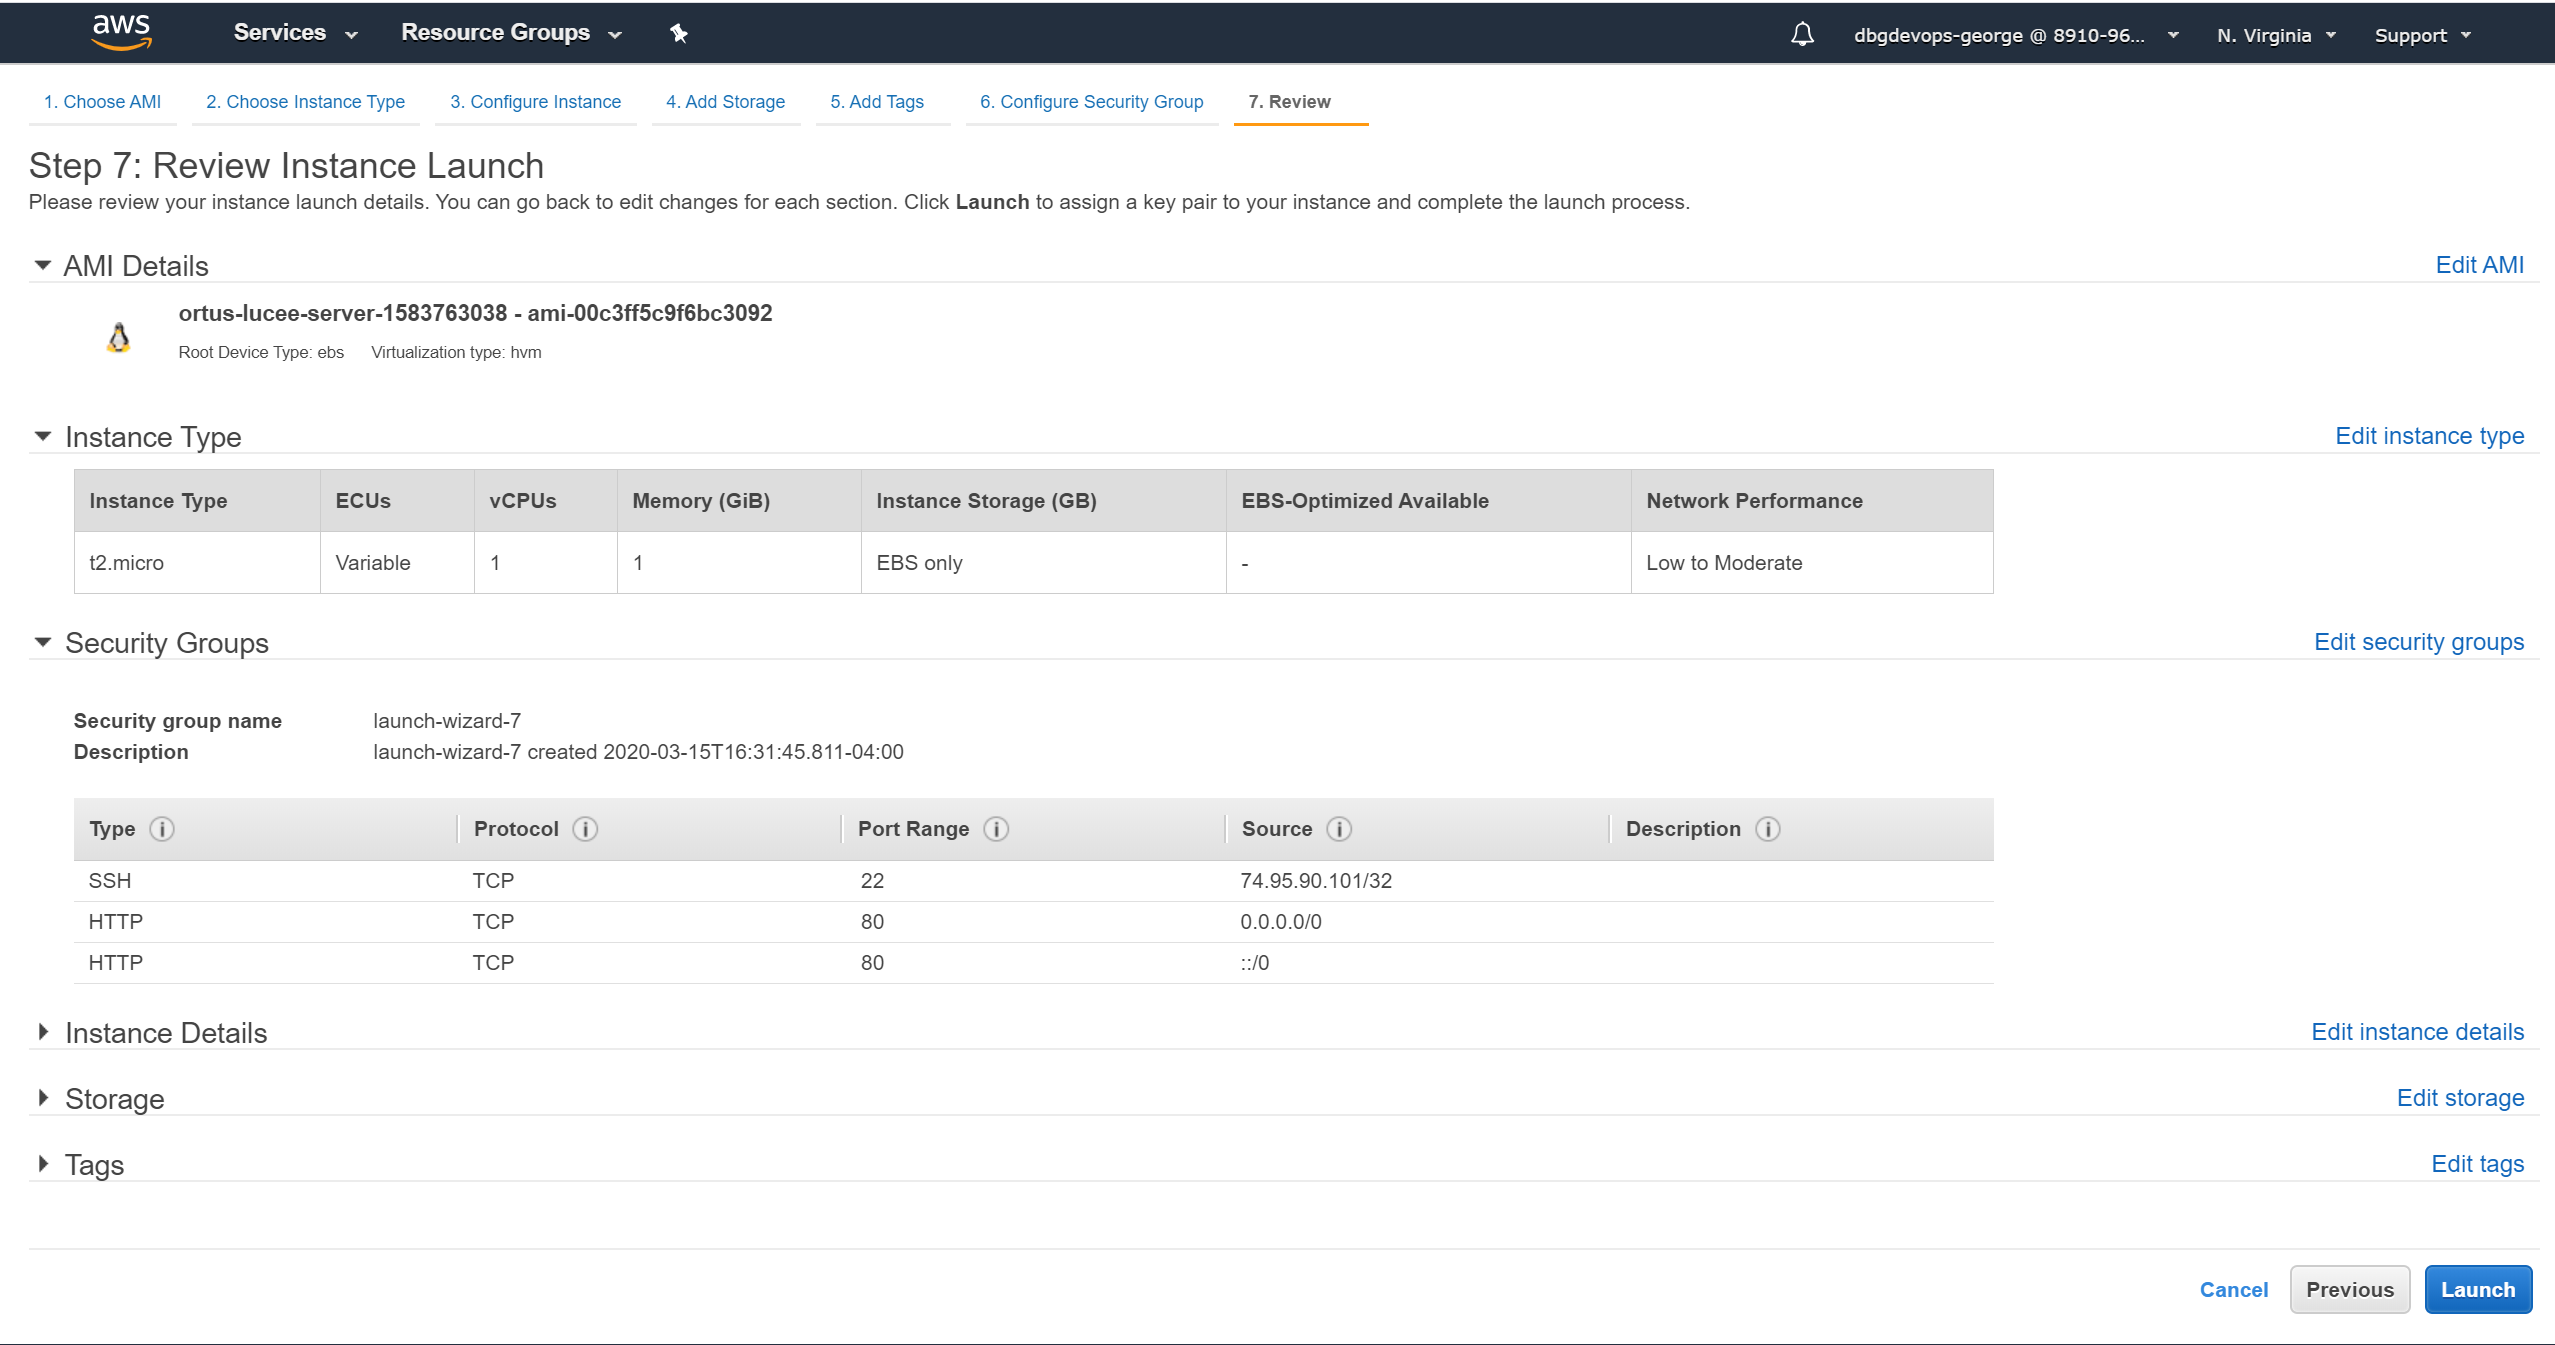 aws Services Resource Groups dbgdevops-george @ 8910-96... N. Virginia Support
1. Choose AMI 2. Choose Instance Type 3. Configure Instance 4. Add Storage 5. Add Tags 6. Configure Security Group 7. Review
Step 7: Review Instance Launch
Please review your instance launch details. You can go back to edit changes for each section. Click Launch to assign a key pair to your instance and complete the launch process.
AMI Details Edit AMI
ortus-lucee-server-1583763038 - ami-00c3ff5c9f6bc3092
Root Device Type: ebs Virtualization type: hvm
Instance Type Edit instance type
Instance Type ECUs vCPUs Memory (GiB) Instance Storage (GB) EBS-Optimized Available Network Performance
t2.micro Variable 1 1 EBS only - Low to Moderate
Security Groups Edit security groups
Security group name launch-wizard-7
Description launch-wizard-7 created 2020-03-15T16:31:45.811-04:00
Type i Protocol i Port Range i Source i Description i
SSH TCP 22 74.95.90.101/32
HTTP TCP 80 0.0.0.0/0
HTTP TCP 80 ::/0
Instance Details Edit instance details
Storage Edit storage
Tags Edit tags
Cancel Previous Launch